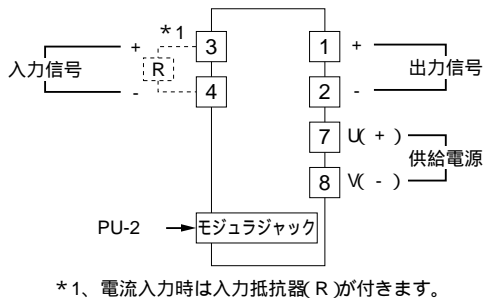 *1
+ 3 1 +
入力信号 R 出力信号
- 4 2 -
7 U( + )
供給電源
8 V( - )
PU-2 モジュラジャック
*1、電流入力時は入力抵抗器( R )が付きます。